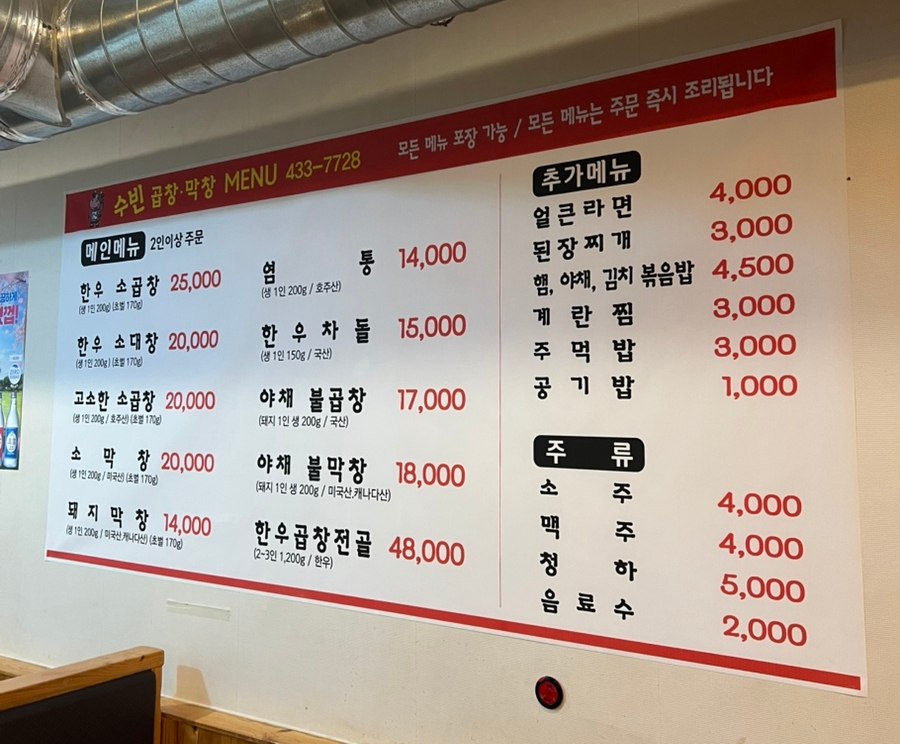 수빈 곱창·막창 MENU 433-7728
모든 메뉴 포장 가능 / 모든 메뉴는 주문 즉시 조리됩니다
메인메뉴 2인이상 주문
한우 소곱창 25,000
(생 1인 200g) (초벌 170g)
한우 소대창 20,000
(생 1인 200g) (초벌 170g)
고소한 소곱창 20,000
(생 1인 200g / 호주산) (초벌 170g)
소 막 창 20,000
(생 1인 200g / 미국산) (초벌 170g)
돼지막창 14,000
(생 1인 200g / 미국산,캐나다산) (초벌 170g)
염 통 14,000
(생 1인 200g / 호주산)
한우차돌 15,000
(생 1인 150g / 국산)
야채 불곱창 17,000
(돼지 1인 생 200g / 국산)
야채 불막창 18,000
(돼지 1인 생 200g / 미국산,캐나다산)
한우곱창전골 48,000
(2~3인 1,200g / 한우)
추가메뉴
얼큰라면 4,000
된장찌개 3,000
햄, 야채, 김치 볶음밥 4,500
계란찜 3,000
주먹밥 3,000
공기밥 1,000
주 류
소 주 4,000
맥 주 4,000
청 하 5,000
음료수 2,000